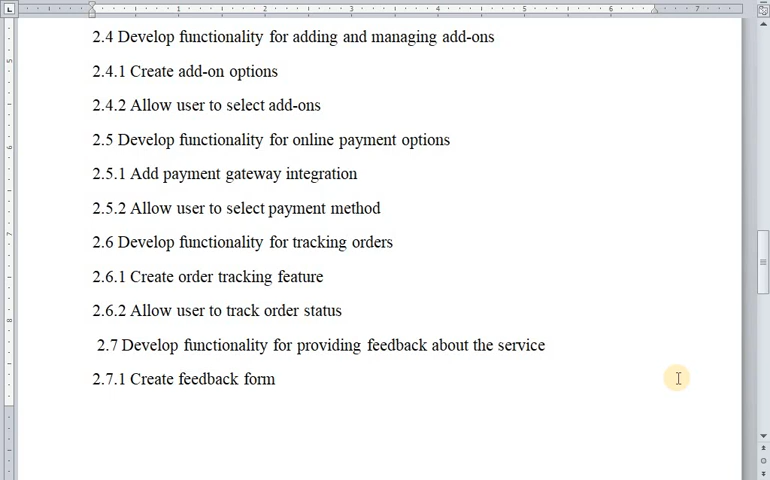 2.4 Develop functionality for adding and managing add-ons
2.4.1 Create add-on options
2.4.2 Allow user to select add-ons
2.5 Develop functionality for online payment options
2.5.1 Add payment gateway integration
2.5.2 Allow user to select payment method
2.6 Develop functionality for tracking orders
2.6.1 Create order tracking feature
2.6.2 Allow user to track order status
2.7 Develop functionality for providing feedback about the service
2.7.1 Create feedback form